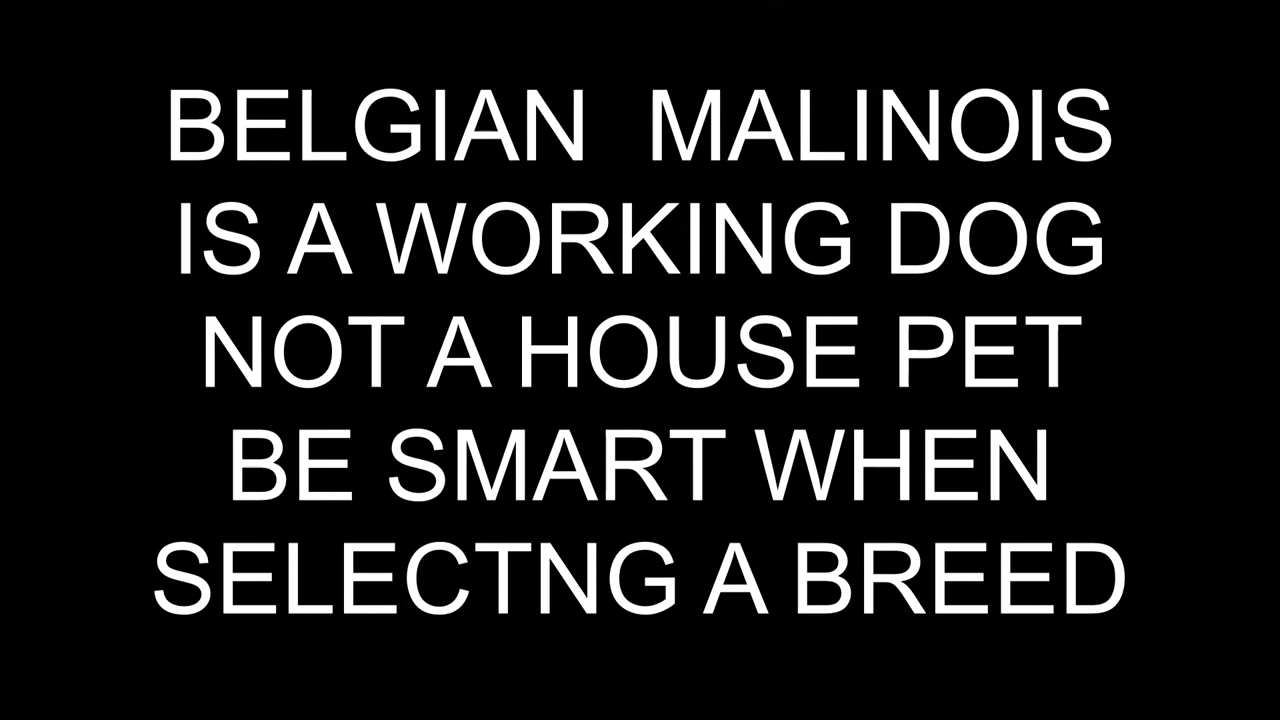 BELGIAN  MALINOIS
IS A WORKING DOG
NOT A HOUSE PET
BE SMART WHEN
SELECTNG A BREED